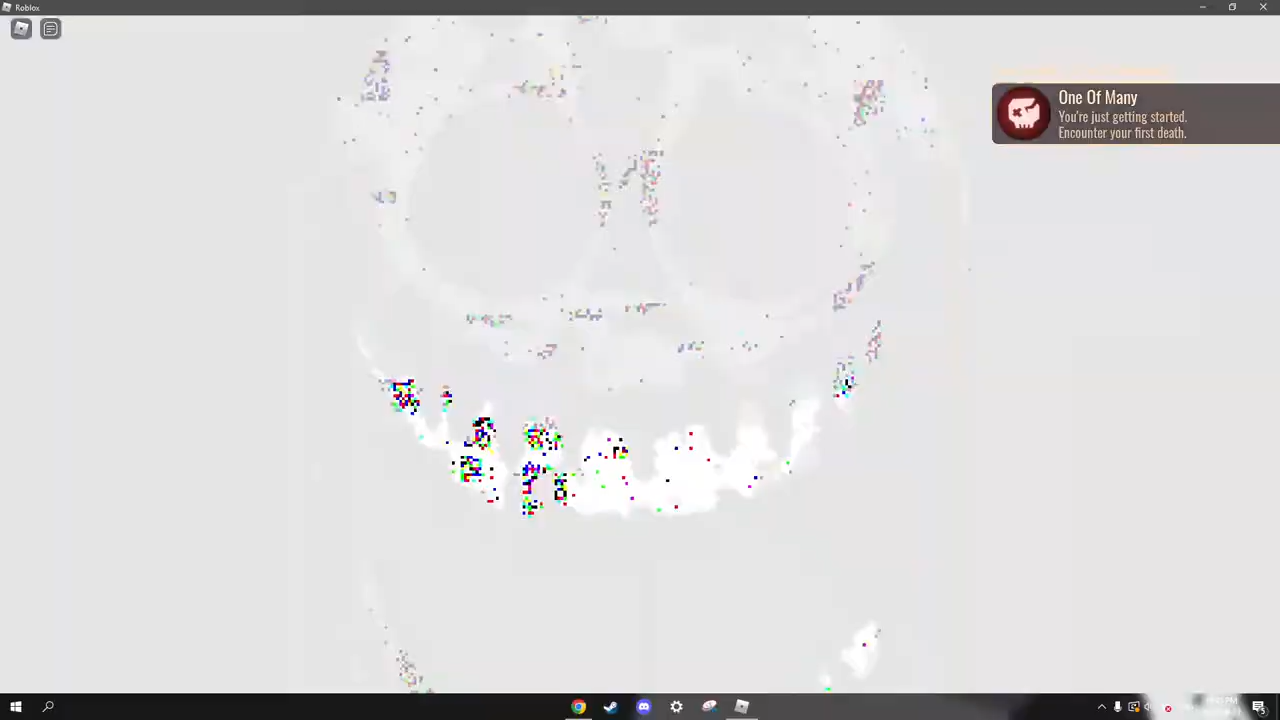 Roblox
One Of Many
You're just getting started.
Encounter your first death.